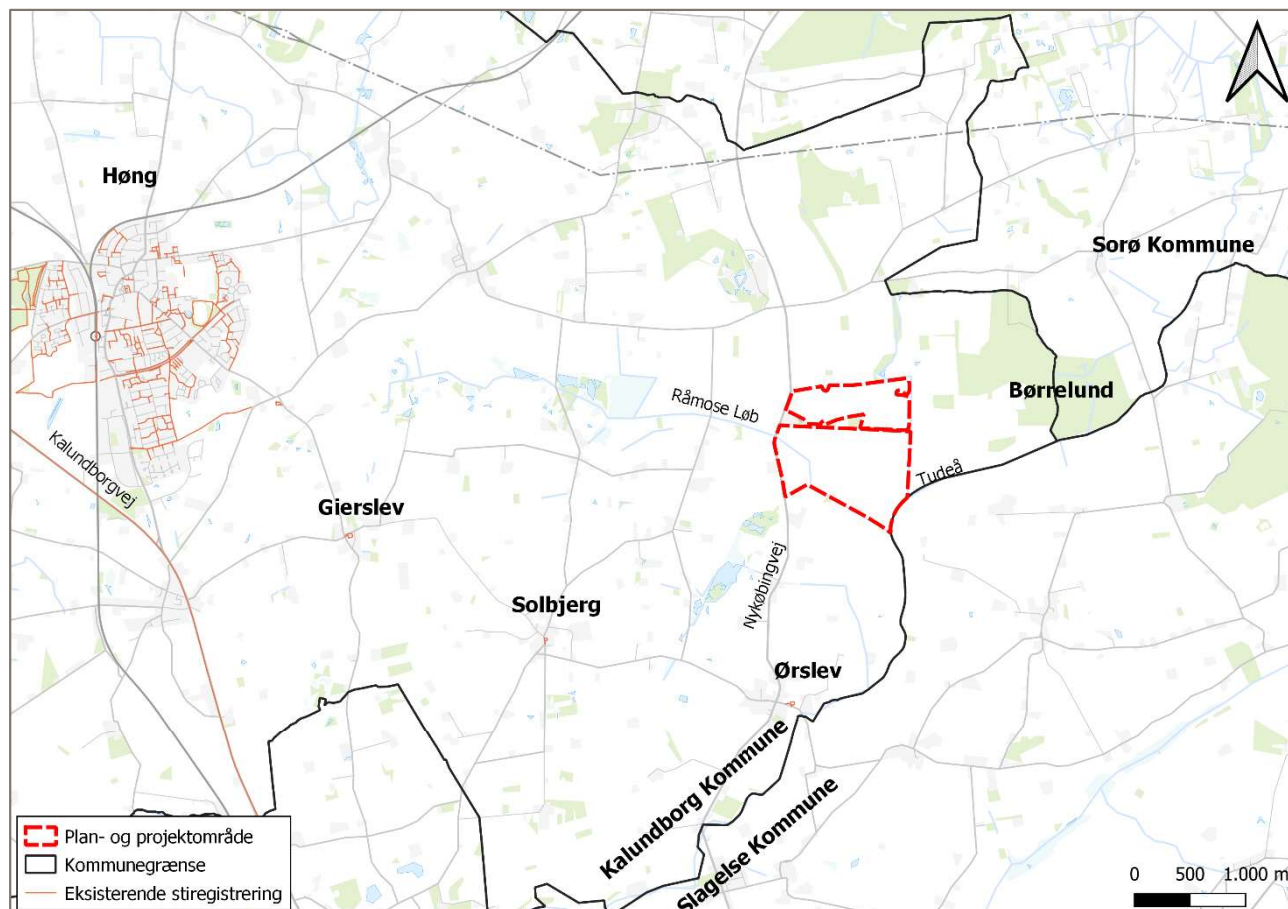 Høng
Sorø Kommune
Børrelund
Råmose Løb
Kalundborgvej
Tudeå
Gierslev
Nykøbingvej
Solbjerg
Ørslev
Kalundborg Kommune
Slagelse Kommune
Plan- og projektområde
Kommunegrænse
Eksisterende stiregistrering
0 500 1.000 m